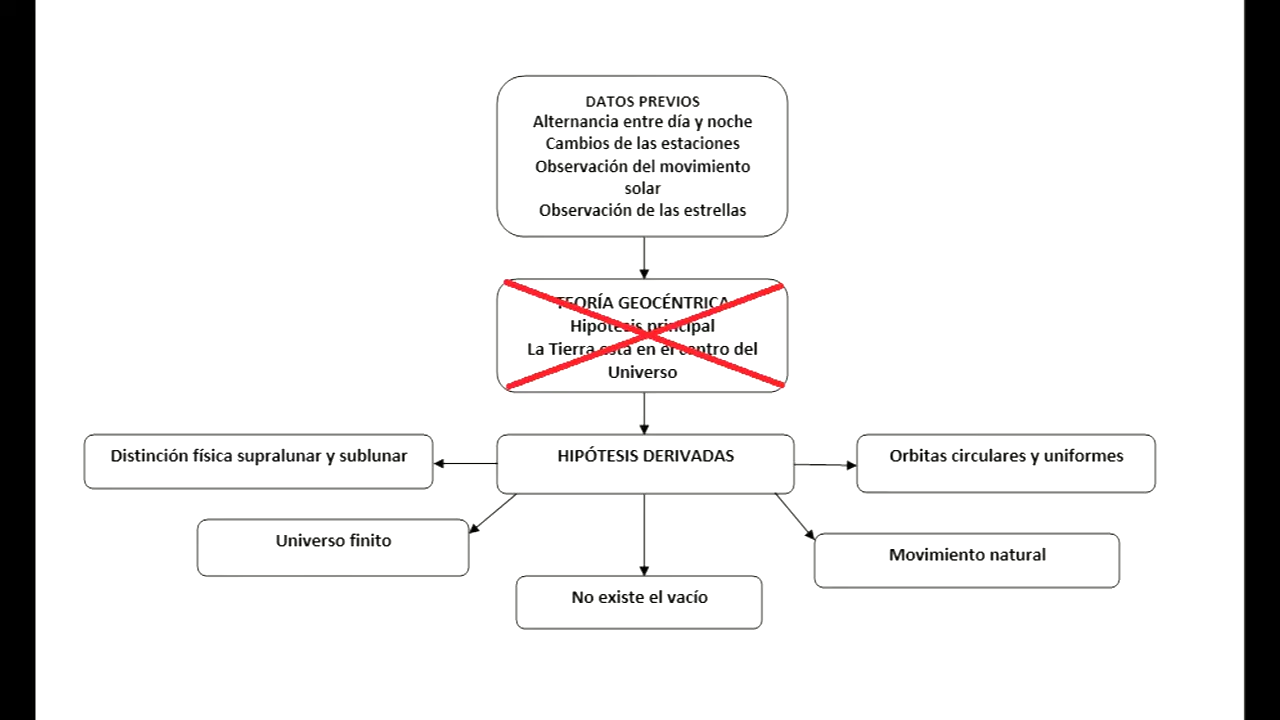 DATOS PREVIOS
Alternancia entre día y noche
Cambios de las estaciones
Observación del movimiento
solar
Observación de las estrellas
TEORÍA GEOCÉNTRICA
Hipótesis principal
La Tierra está en el centro del
Universo
Distinción física supralunar y sublunar
HIPÓTESIS DERIVADAS
Orbitas circulares y uniformes
Universo finito
Movimiento natural
No existe el vacío